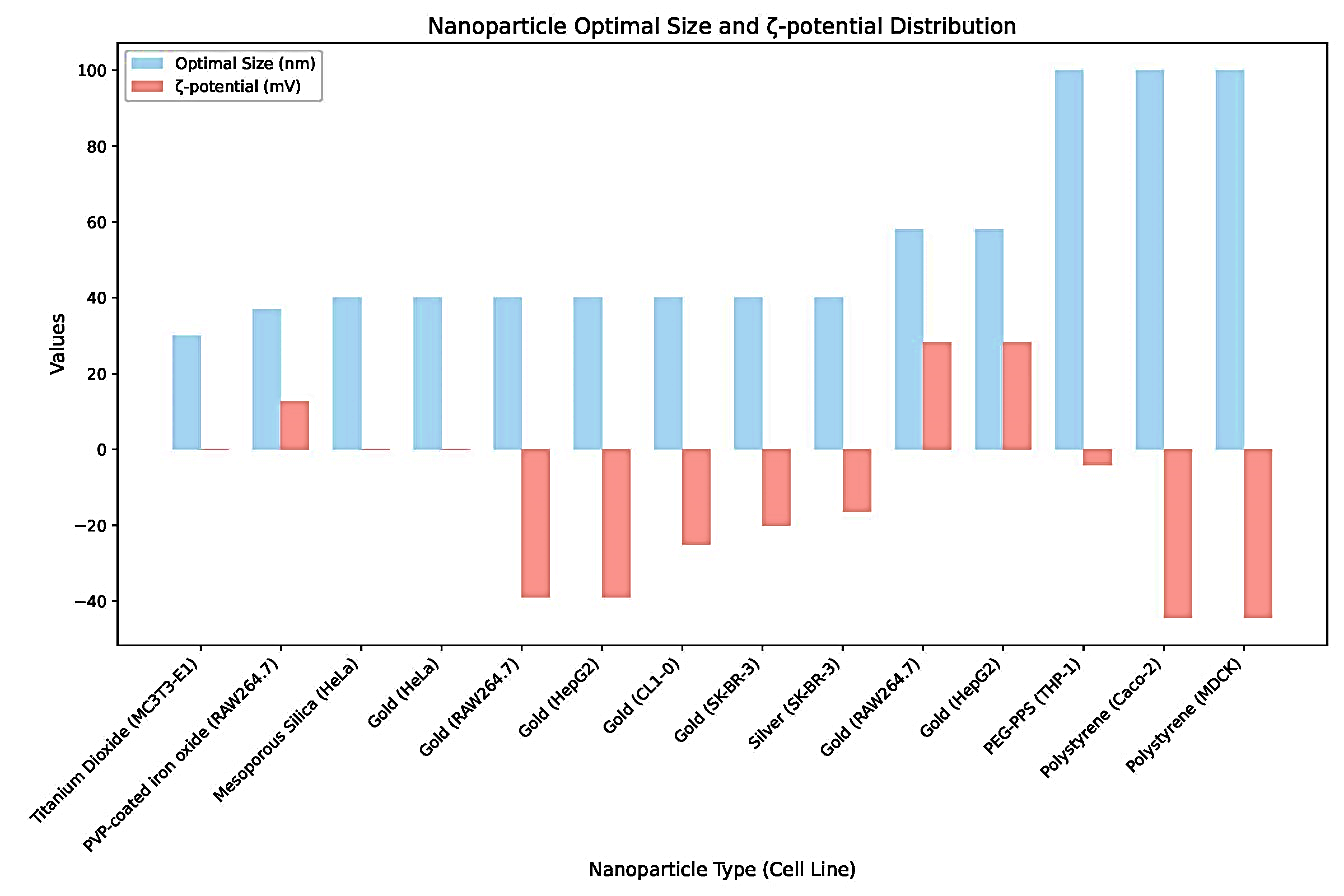 Nanoparticle Optimal Size and ζ-potential Distribution
Optimal Size (nm)
ζ-potential (mV)
Values
100
80
60
40
20
0
−20
−40
Titanium Dioxide (MC3T3-E1)
PVP-coated iron oxide (RAW264.7)
Mesoporous Silica (HeLa)
Gold (HeLa)
Gold (RAW264.7)
Gold (HepG2)
Gold (CL1-0)
Gold (SK-BR-3)
Silver (SK-BR-3)
Gold (RAW264.7)
Gold (HepG2)
PEG-PPS (THP-1)
Polystyrene (Caco-2)
Polystyrene (MDCK)
Nanoparticle Type (Cell Line)